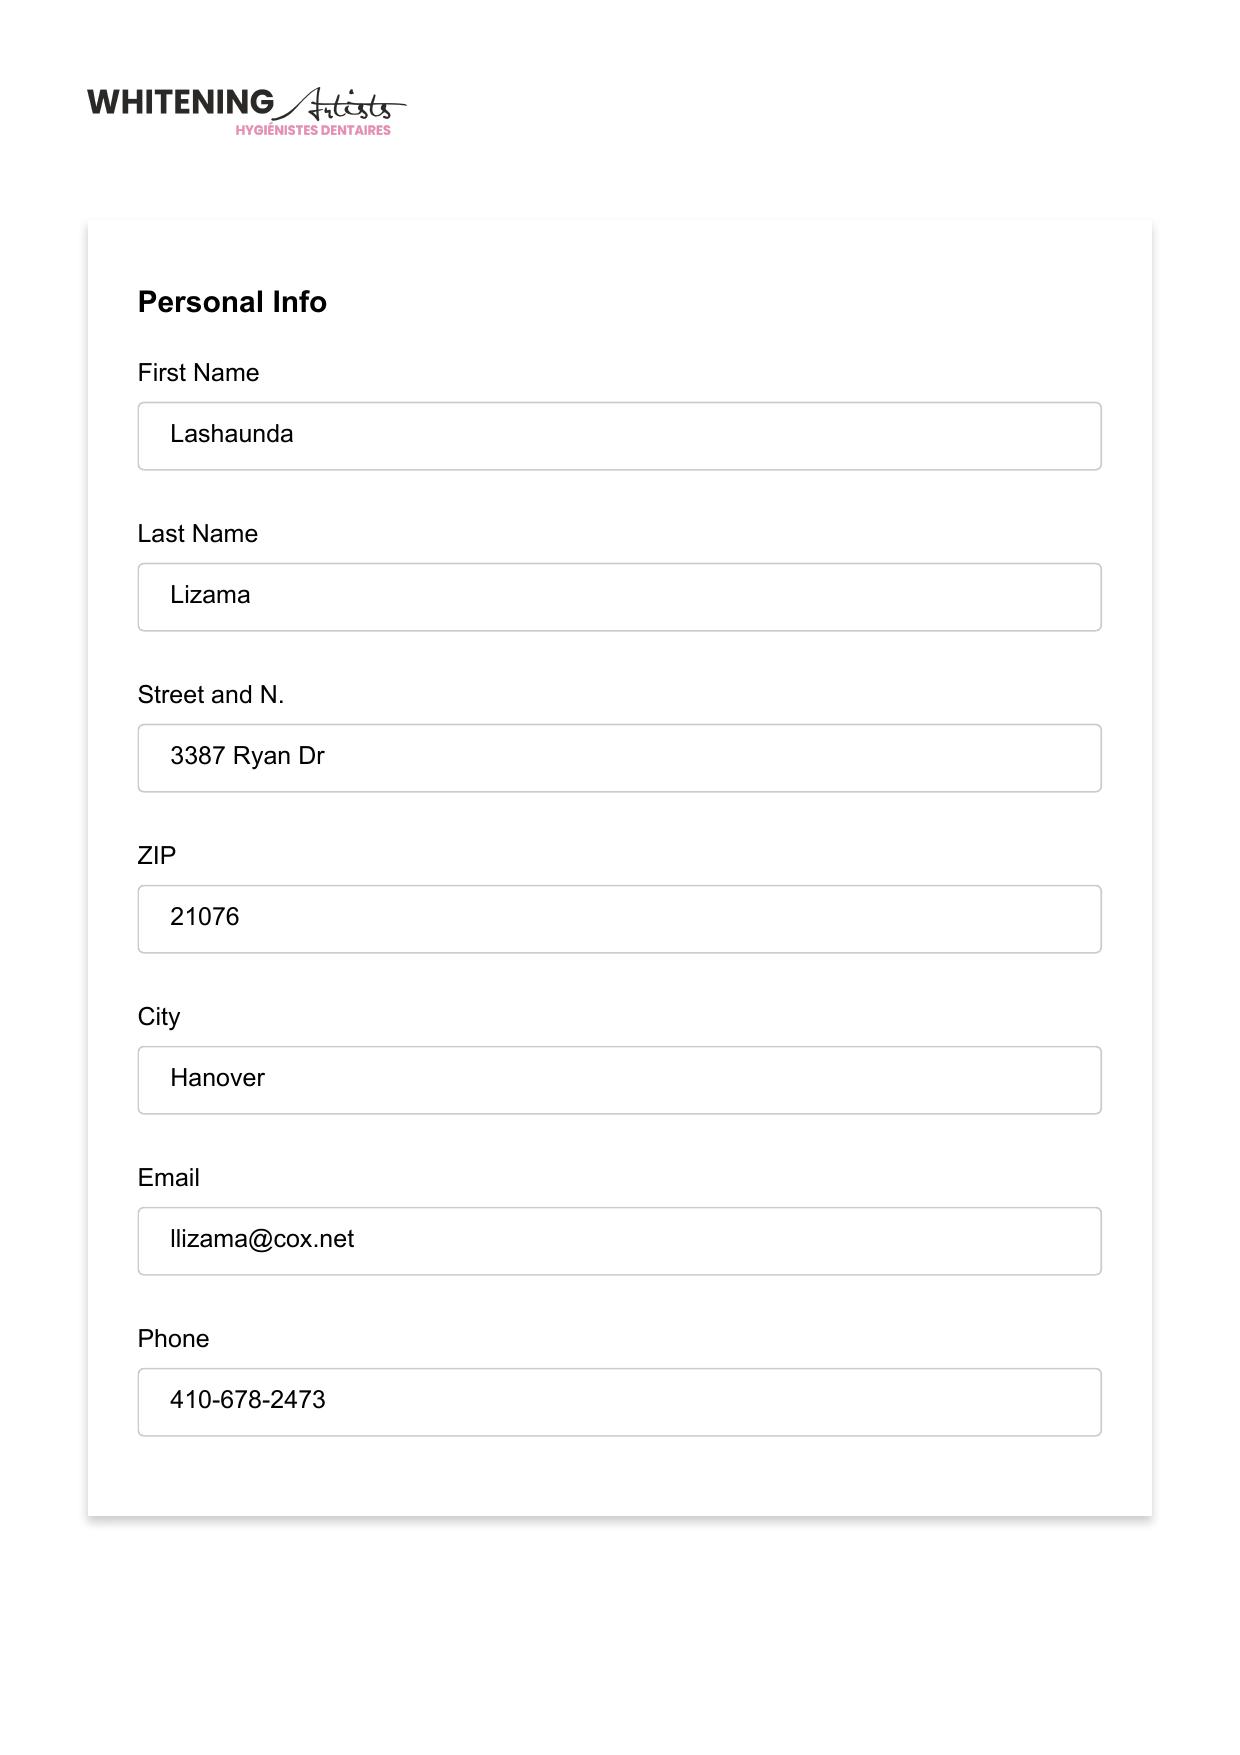 WHITENING Artists
HYGIÉNISTES DENTAIRES
Personal Info
First Name
Lashaunda
Last Name
Lizama
Street and N.
3387 Ryan Dr
ZIP
21076
City
Hanover
Email
llizama@cox.net
Phone
410-678-2473